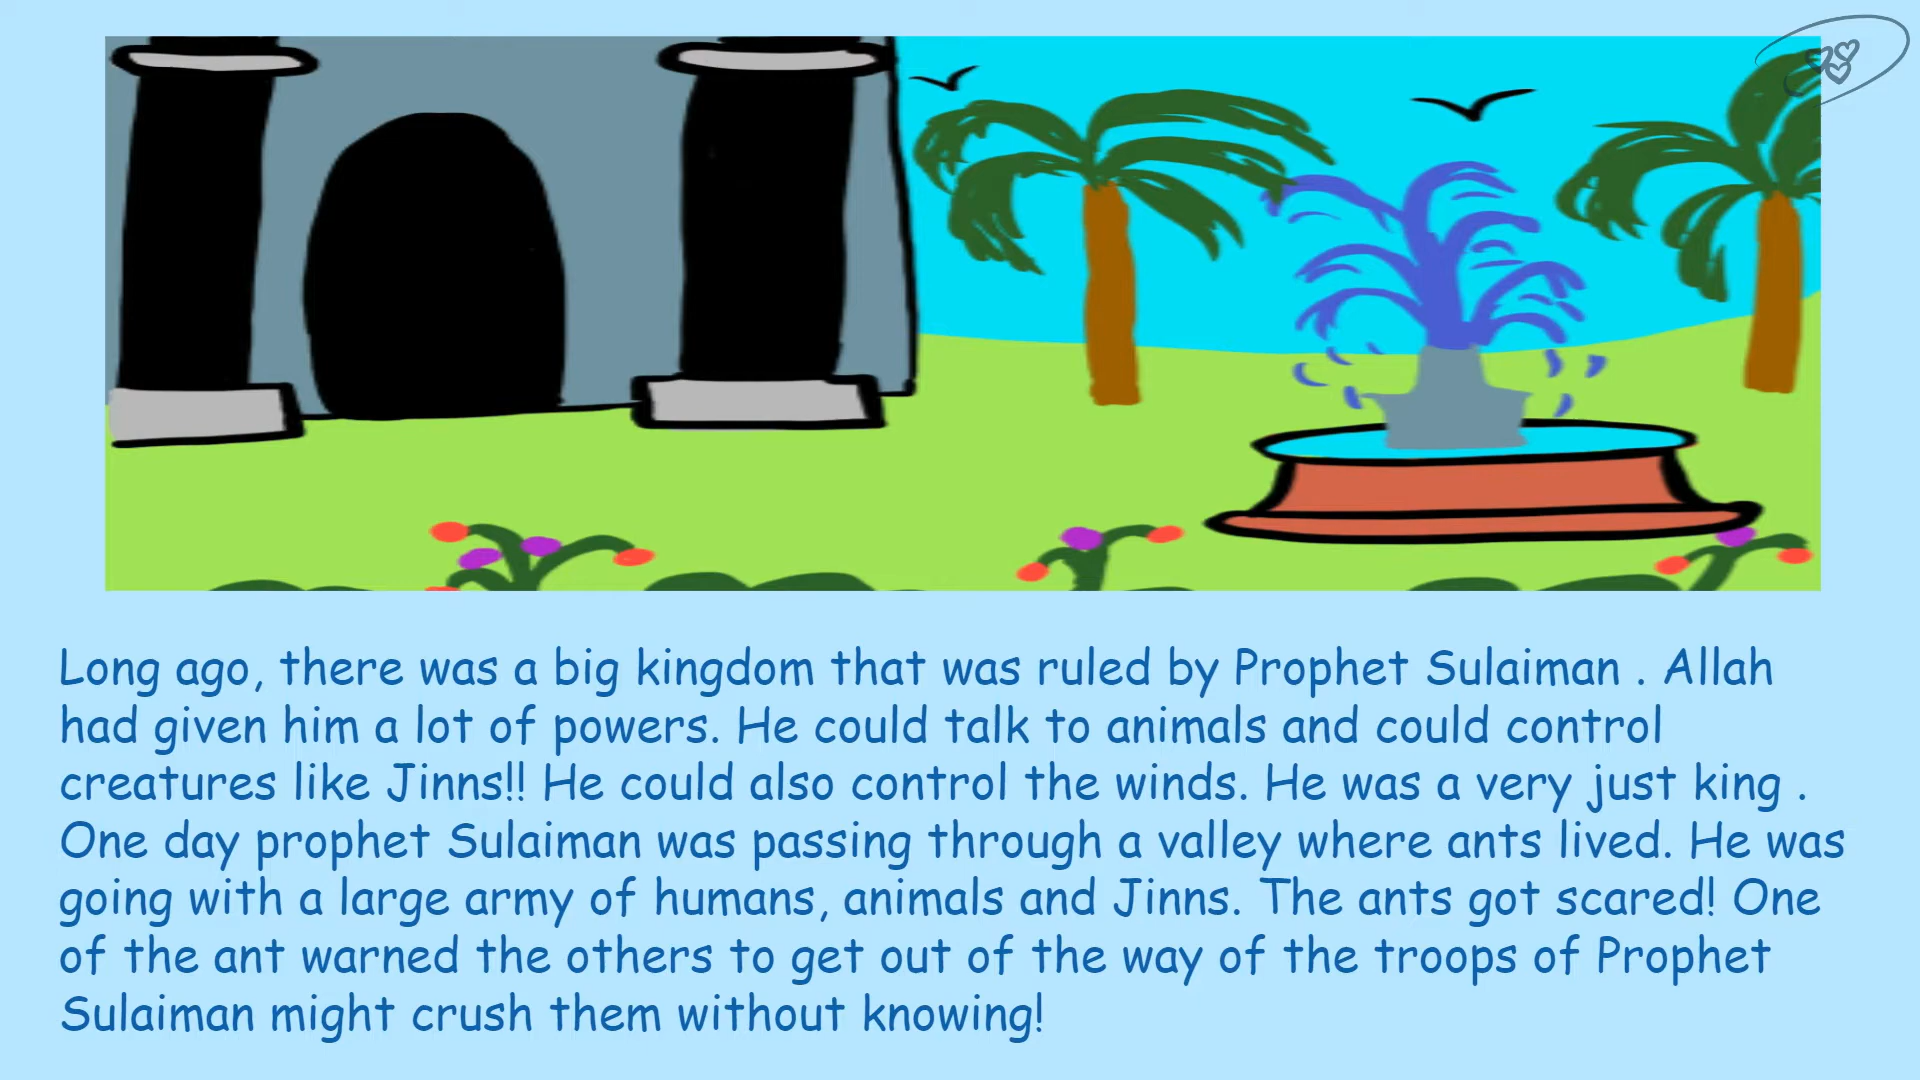 Long ago, there was a big kingdom that was ruled by Prophet Sulaiman . Allah
had given him a lot of powers. He could talk to animals and could control
creatures like Jinns!! He could also control the winds. He was a very just king .
One day prophet Sulaiman was passing through a valley where ants lived. He was
going with a large army of humans, animals and Jinns. The ants got scared! One
of the ant warned the others to get out of the way of the troops of Prophet
Sulaiman might crush them without knowing!